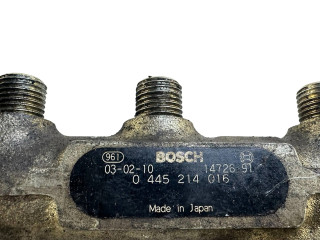 961 BOSCH
03-02-10 14726 91
0 445 214 016
Made in Japan